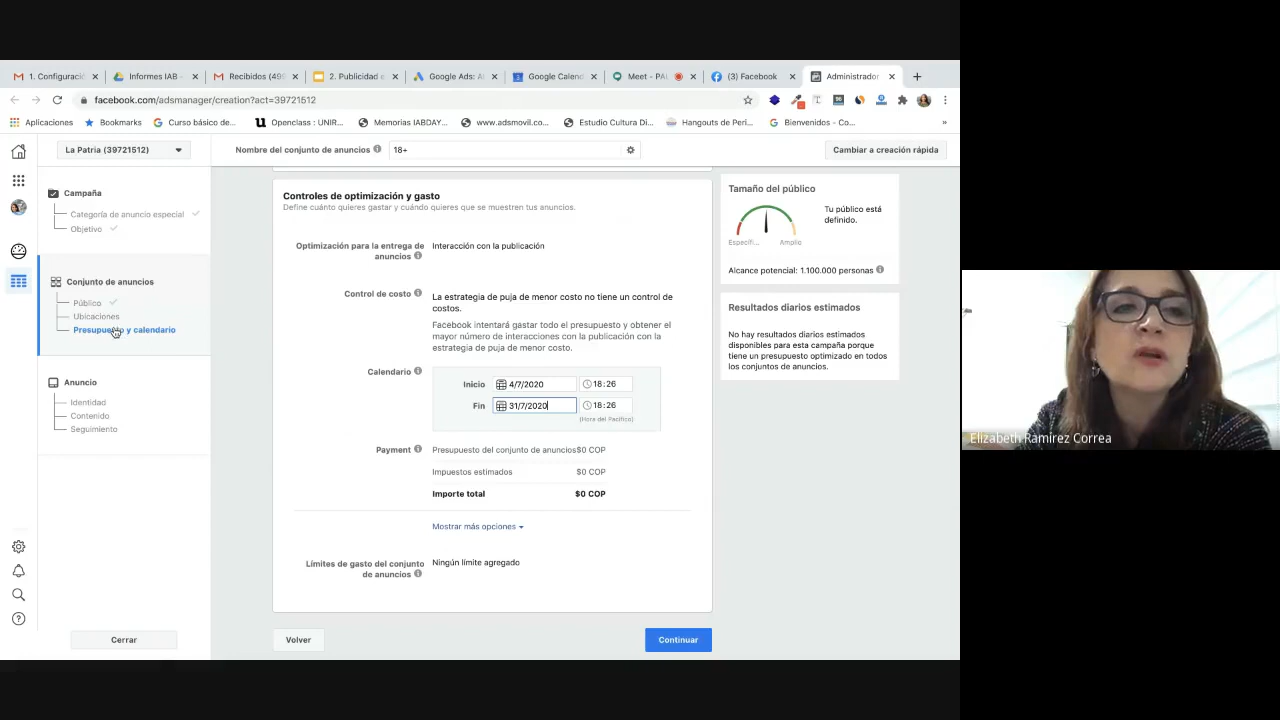 1. Configuraci
Informes IAB -
Recibidos (490
2. Publicidad e
Google Ads: A
Google Calend
Meet - PAU
(3) Facebook
Administrador
facebook.com/adsmanager/creation?act=39721512
Aplicaciones
Bookmarks
Curso básico de...
Openclass : UNIR...
Memorias IABDAY...
www.adsmovil.co...
Estudio Cultura Di...
Hangouts de Peri...
Bienvenidos - Co...
»
La Patria (39721512)
Nombre del conjunto de anuncios
18+
Cambiar a creación rápida
Campaña
Categoría de anuncio especial
Objetivo
Conjunto de anuncios
Público
Ubicaciones
Presupuesto y calendario
Anuncio
Identidad
Contenido
Seguimiento
Cerrar
Controles de optimización y gasto
Define cuánto quieres gastar y cuándo quieres que se muestren tus anuncios.
Optimización para la entrega de
anuncios
Interacción con la publicación
Control de costo
La estrategia de puja de menor costo no tiene un control de
costos.
Facebook intentará gastar todo el presupuesto y obtener el
mayor número de interacciones con la publicación con la
estrategia de puja de menor costo.
Calendario
Inicio 4/7/2020 18:26
Fin 31/7/2020 18:26
(Hora del Pacífico)
Payment
Presupuesto del conjunto de anuncios $0 COP
Impuestos estimados $0 COP
Importe total $0 COP
Mostrar más opciones
Límites de gasto del conjunto
de anuncios
Ningún límite agregado
Volver
Continuar
Tamaño del público
Tu público está
definido.
Específi... Amplio
Alcance potencial: 1.100.000 personas
Resultados diarios estimados
No hay resultados diarios estimados
disponibles para esta campaña porque
tiene un presupuesto optimizado en todos
los conjuntos de anuncios.
Elizabeth Ramírez Correa